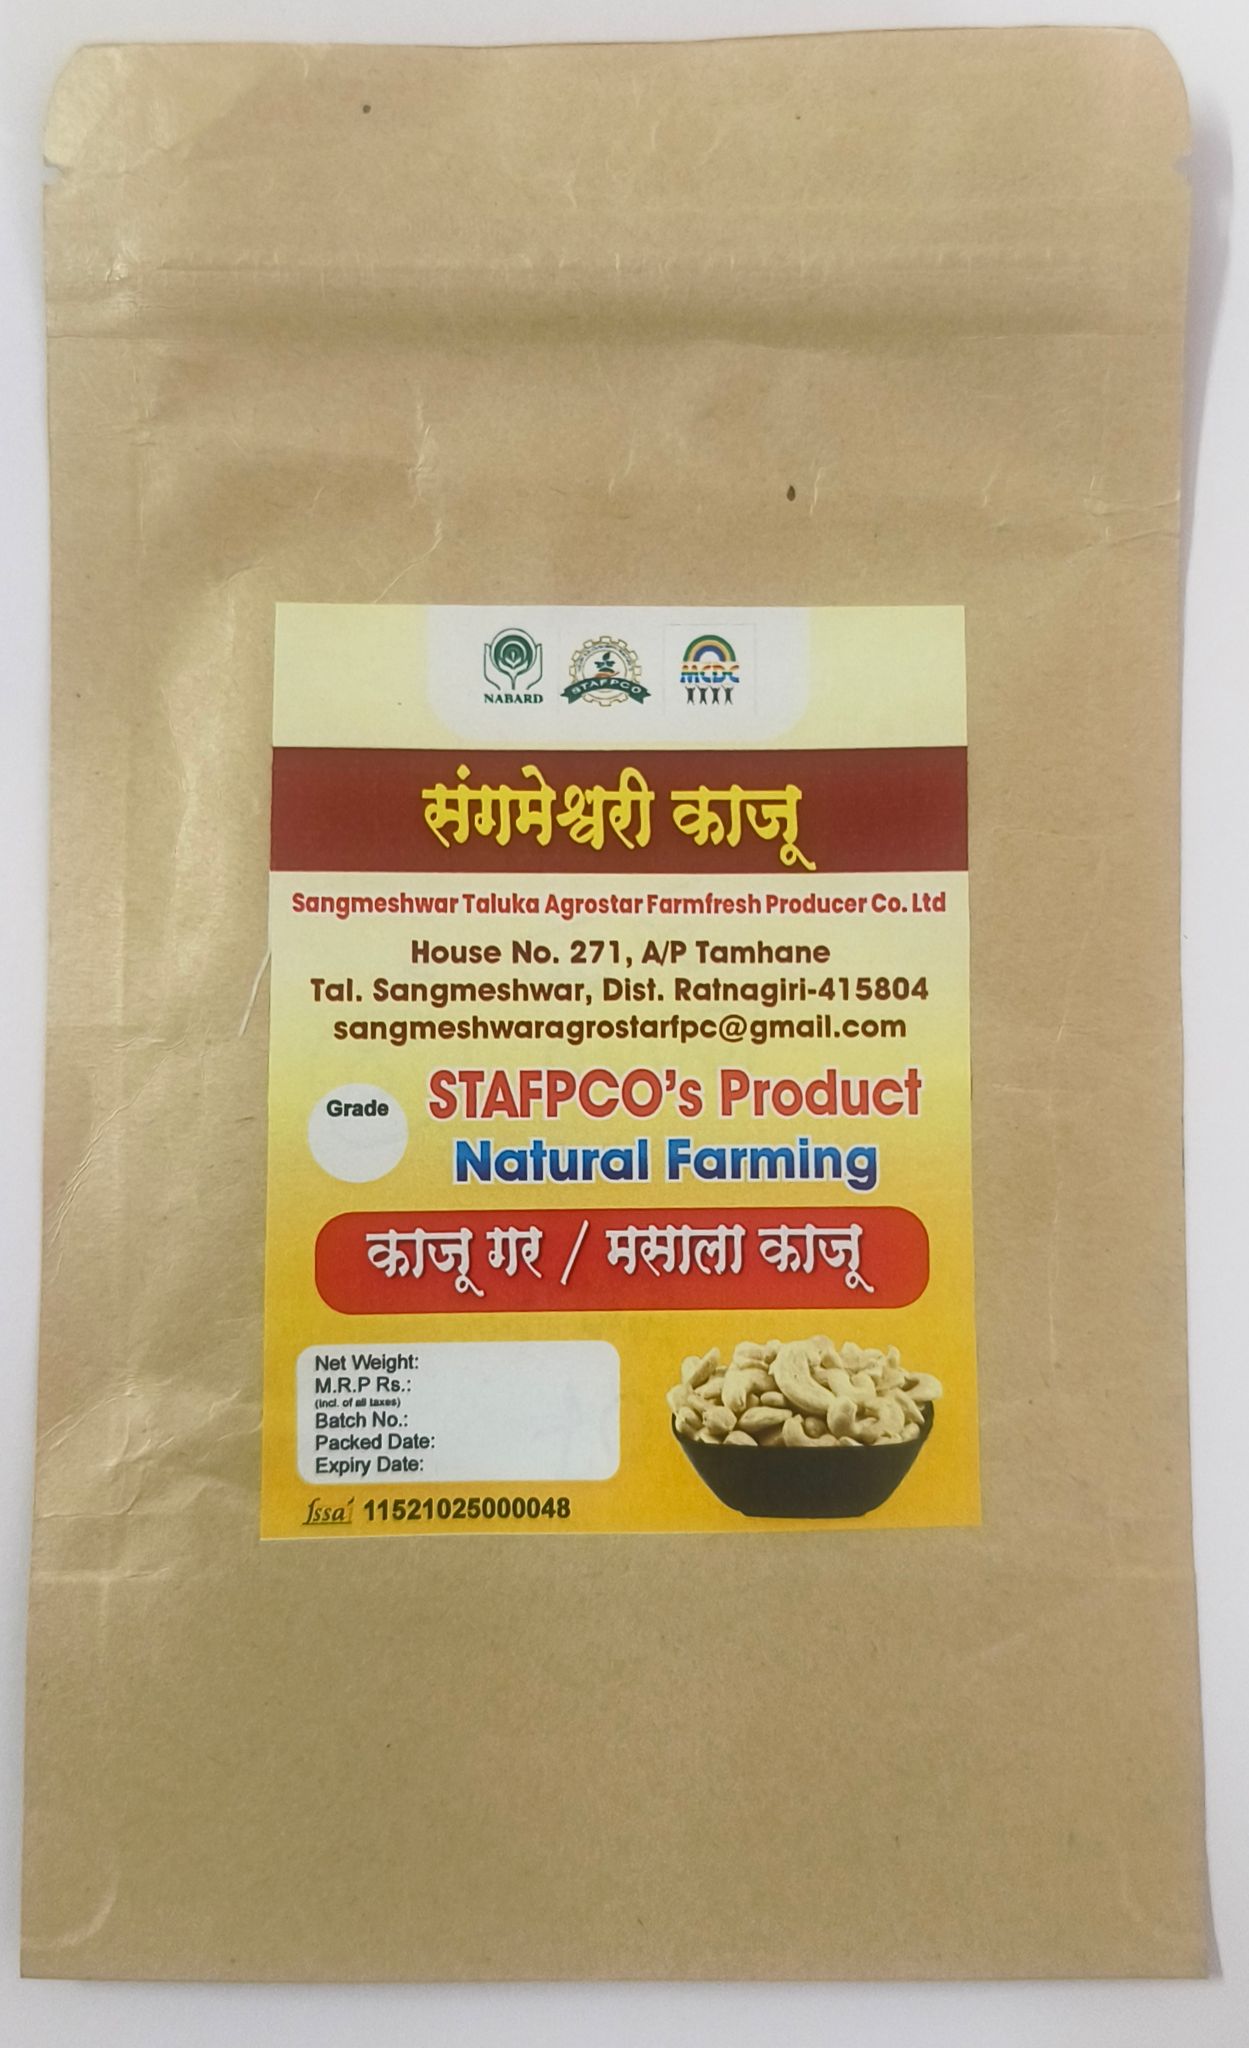 NABARD
STAFPCO
MCDC
संगमेश्वरी काजू
Sangmeshwar Taluka Agrostar Farmfresh Producer Co. Ltd
House No. 271, A/P Tamhane
Tal. Sangmeshwar, Dist. Ratnagiri-415804
sangmeshwaragrostarfpc@gmail.com
Grade
STAFPCO's Product
Natural Farming
काजू गर / मसाला काजू
Net Weight:
M.R.P Rs.:
(incl. of all taxes)
Batch No.:
Packed Date:
Expiry Date:
fssai 11521025000048